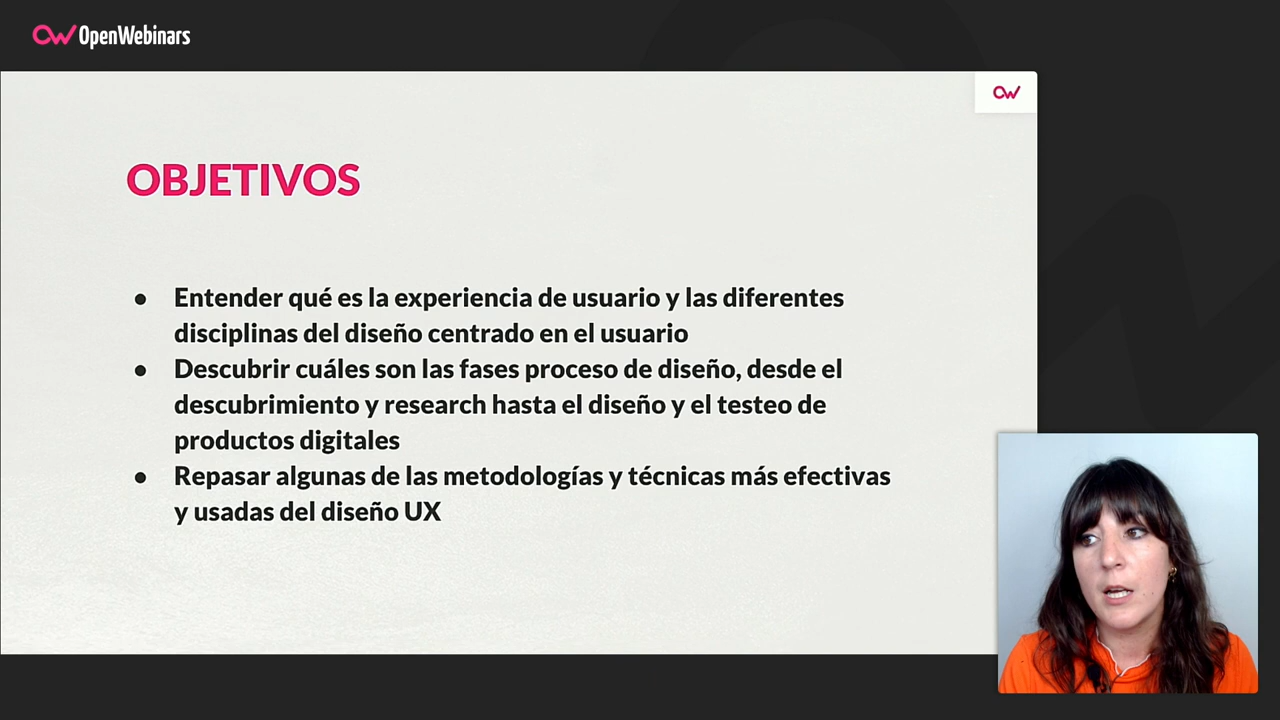 OpenWebinars
OBJETIVOS
● Entender qué es la experiencia de usuario y las diferentes
disciplinas del diseño centrado en el usuario
● Descubrir cuáles son las fases proceso de diseño, desde el
descubrimiento y research hasta el diseño y el testeo de
productos digitales
● Repasar algunas de las metodologías y técnicas más efectivas
y usadas del diseño UX